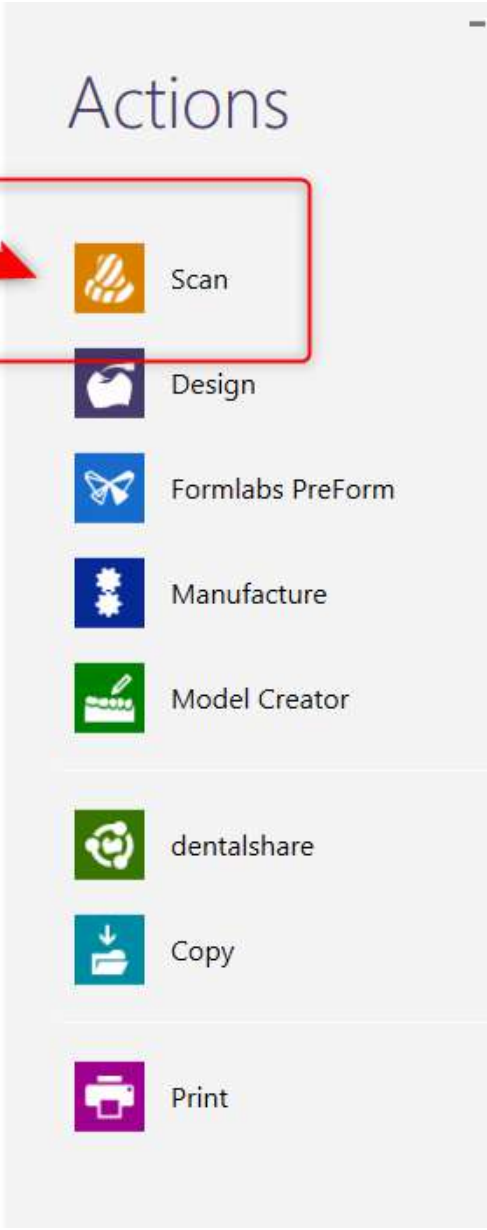 Actions
Scan
Design
Formlabs PreForm
Manufacture
Model Creator
dentalshare
Copy
Print